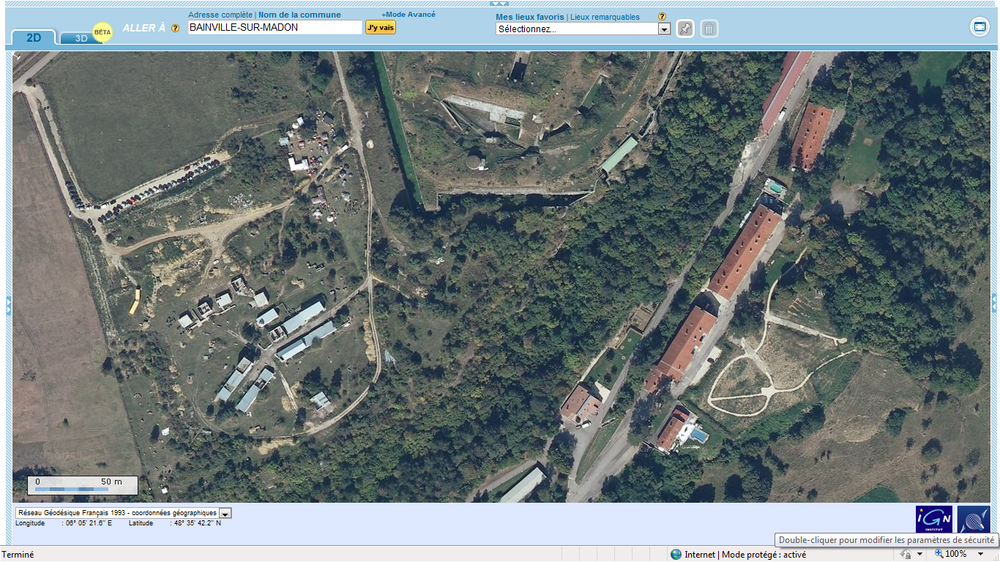 Adresse complète | Nom de la commune
+Mode Avancé
Mes lieux favoris | Lieux remarquables ?
2D
3D
BÊTA
ALLER À ?
BAINVILLE-SUR-MADON
J'y vais
Sélectionnez...
0 50 m
Réseau Géodésique Français 1993 - coordonnées géographiques
Longitude : 06° 05' 21.6'' E Latitude : 48° 35' 42.2'' N
IGN
INSTITUT
Double-cliquer pour modifier les paramètres de sécurité
Terminé
Internet | Mode protégé : activé
100%